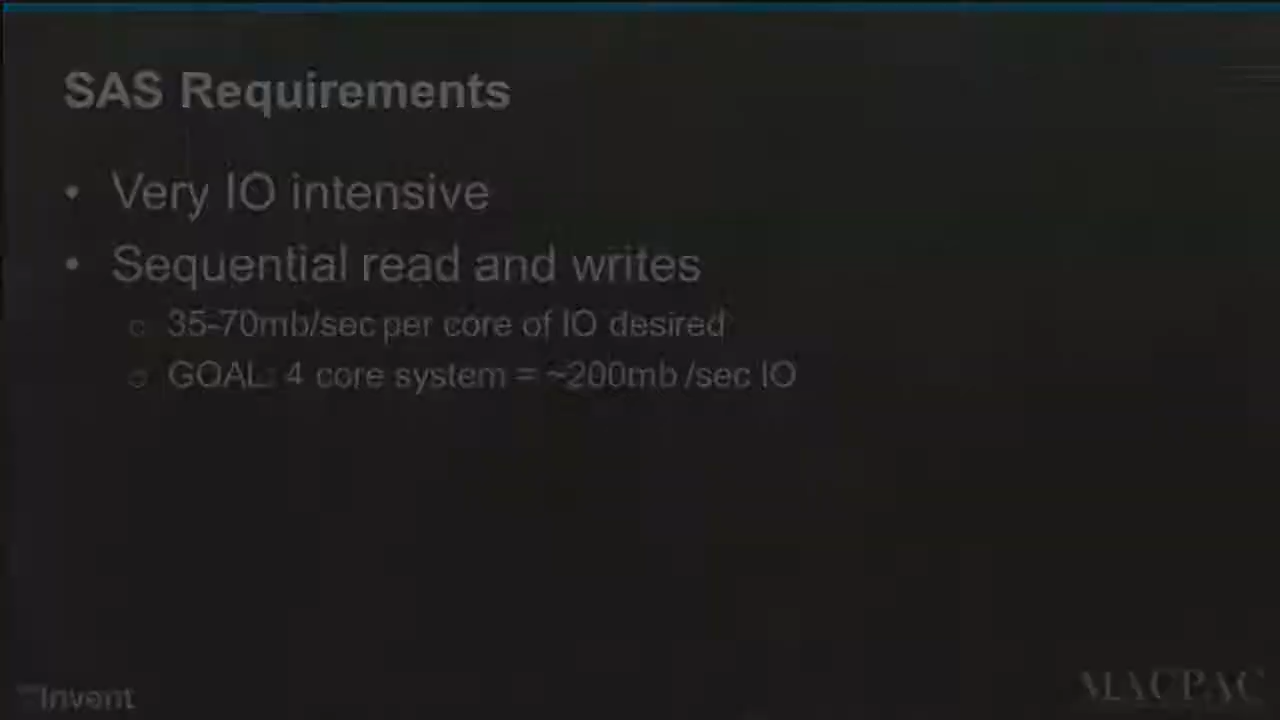 SAS Requirements
• Very IO intensive
• Sequential read and writes
o 35-70mb/sec per core of IO desired
o GOAL: 4 core system = ~200mb /sec IO
Invent
MACPAC